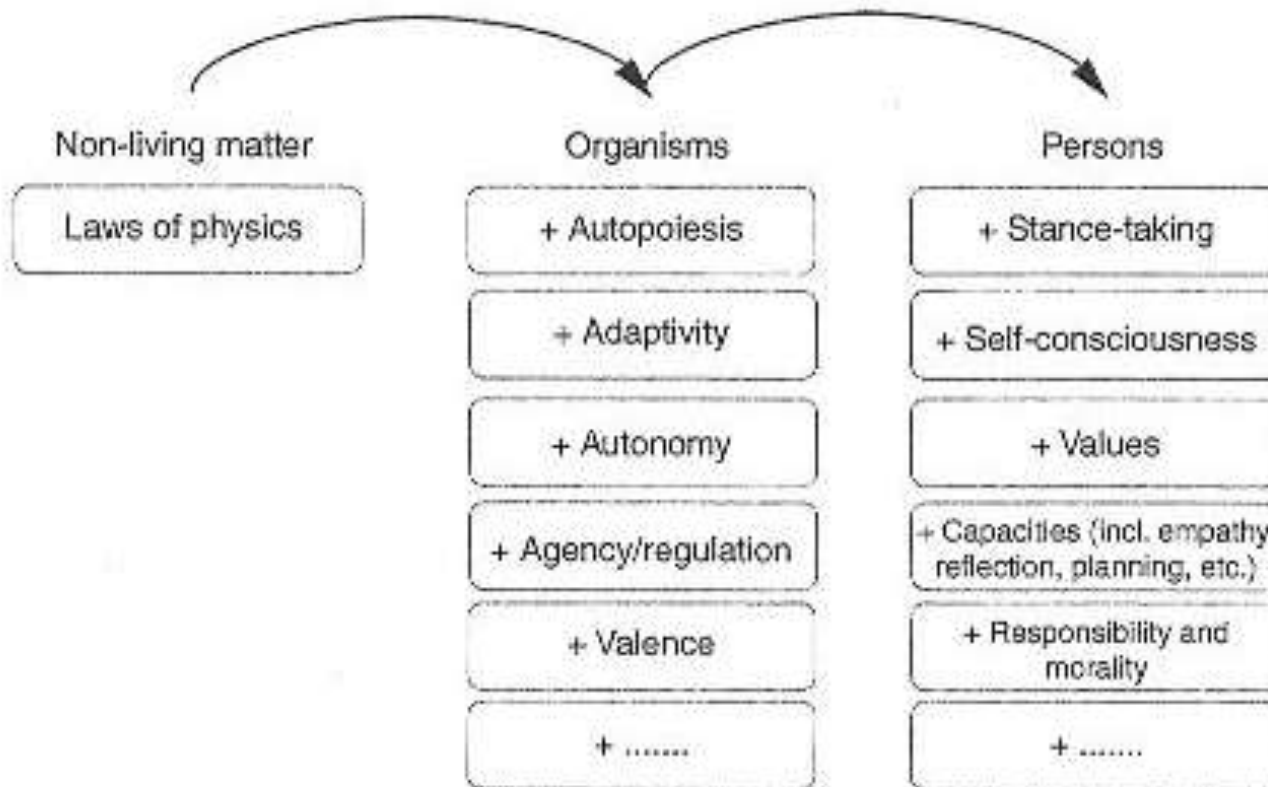 Non-living matter
Laws of physics
Organisms
+ Autopoiesis
+ Adaptivity
+ Autonomy
+ Agency/regulation
+ Valence
+ .......
Persons
+ Stance-taking
+ Self-consciousness
+ Values
+ Capacities (incl. empathy
reflection, planning, etc.)
+ Responsibility and
morality
+ .......